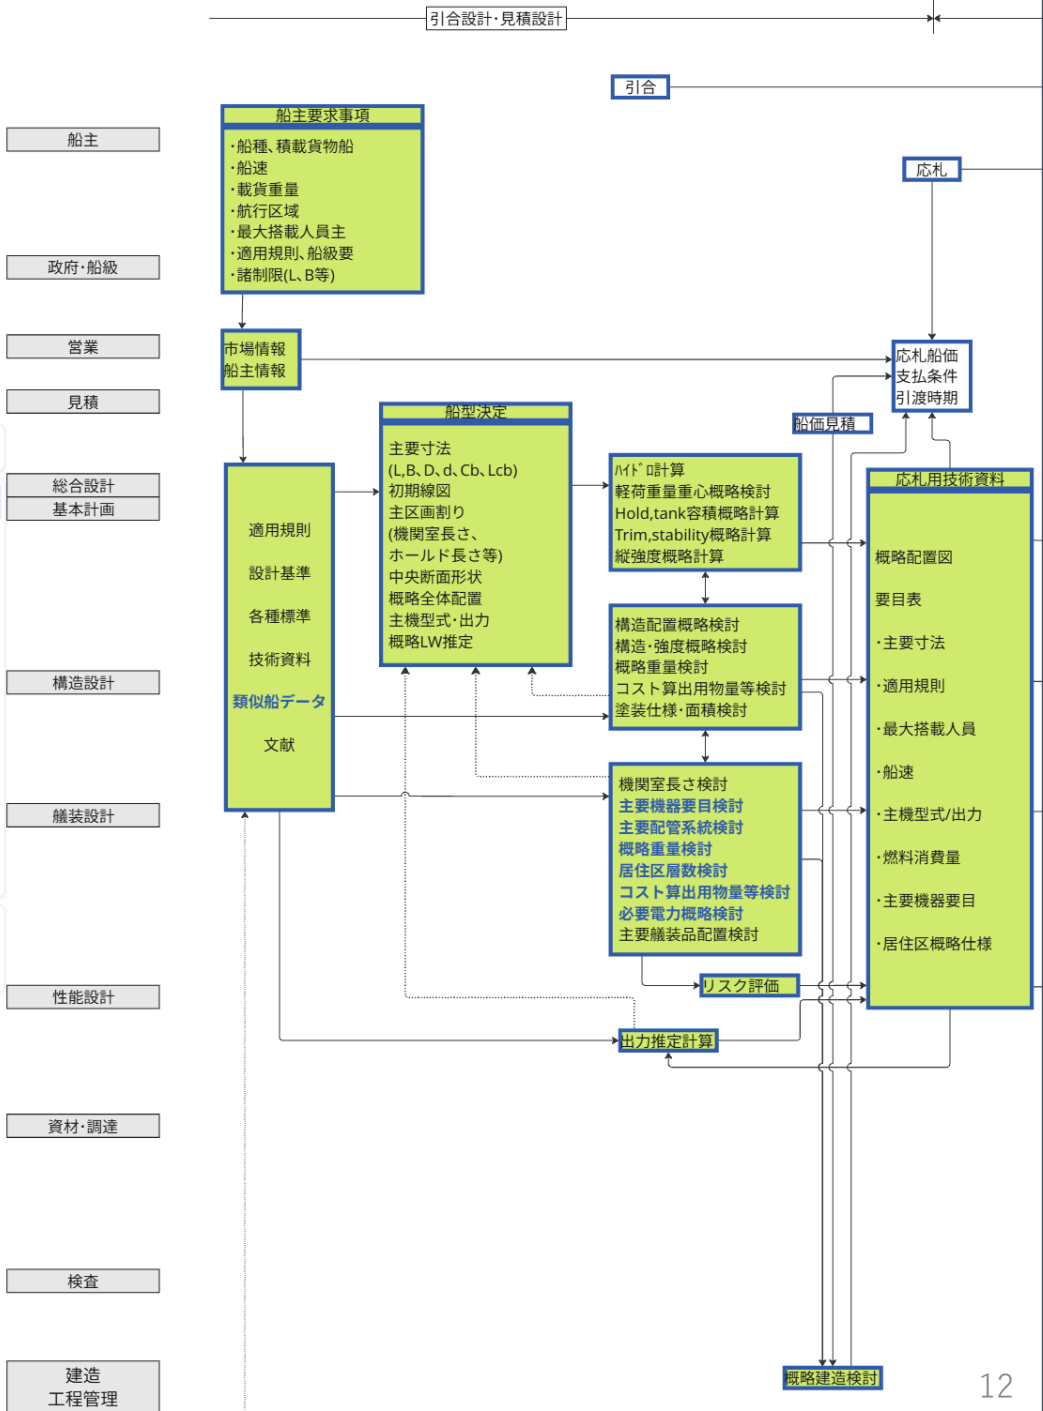 引合設計・見積設計
引合
船主
政府・船級
営業
見積
総合設計
基本計画
構造設計
艤装設計
性能設計
資材・調達
検査
建造
工程管理
船主要求事項
・船種、積載貨物船
・船速
・載貨重量
・航行区域
・最大搭載人員主
・適用規則、船級要
・諸制限(L、B等)
応札
市場情報
船主情報
応札船価
支払条件
引渡時期
船価見積
船型決定
主要寸法
(L,B、D、d、Cb、Lcb)
初期線図
主区画割り
(機関室長さ、
ホールド長さ等)
中央断面形状
概略全体配置
主機型式・出力
概略LW推定
適用規則
設計基準
各種標準
技術資料
類似船データ
文献
ﾊｲﾄﾞﾛ計算
軽荷重量重心概略検討
Hold,tank容積概略計算
Trim,stability概略計算
縦強度概略計算
構造配置概略検討
構造・強度概略検討
概略重量検討
コスト算出用物量等検討
塗装仕様・面積検討
機関室長さ検討
主要機器要目検討
主要配管系統検討
概略重量検討
居住区層数検討
コスト算出用物量等検討
必要電力概略検討
主要艤装品配置検討
リスク評価
出力推定計算
応札用技術資料
概略配置図
要目表
・主要寸法
・適用規則
・最大搭載人員
・船速
・主機型式/出力
・燃料消費量
・主要機器要目
・居住区概略仕様
概略建造検討
12